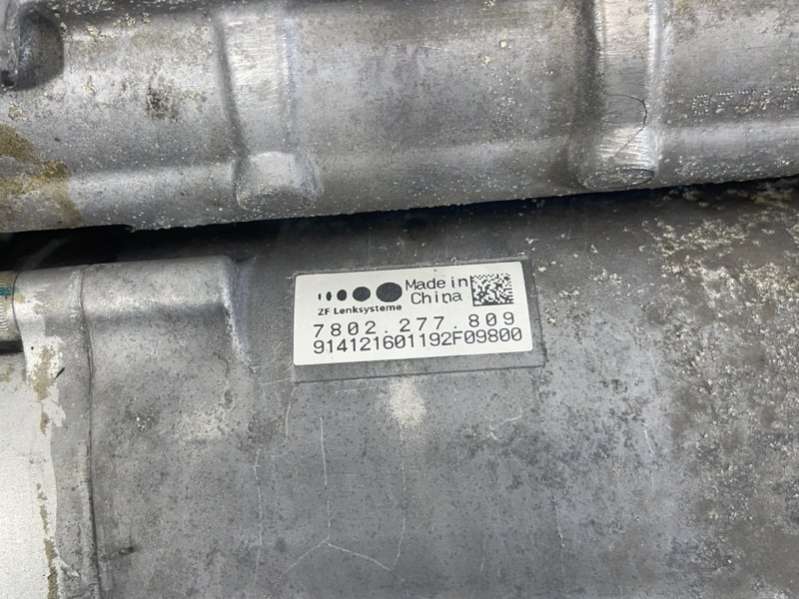 Made in
China
ZF Lenksysteme
7802.277.809
914121601192F09800